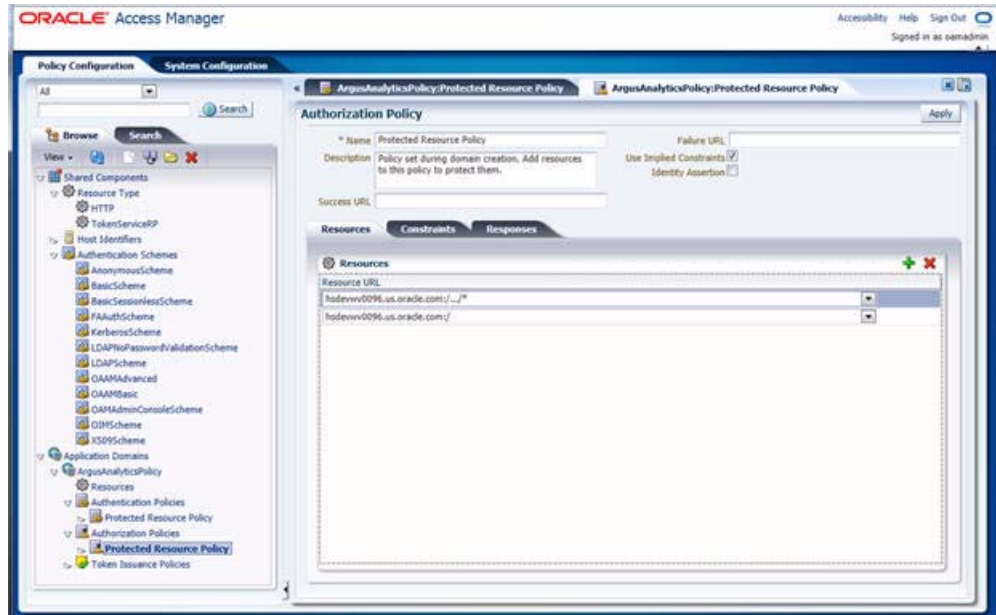 ORACLE Access Manager
Accessibility Help Sign Out
Signed in as oamadmin
Policy Configuration
System Configuration
All
Search
Browse
Search
View
Shared Components
Resource Type
HTTP
TokenServiceRP
Host Identifiers
Authentication Schemes
AnonymousScheme
BasicScheme
BasicSessionlessScheme
FAAuthScheme
KerberosScheme
LDAPNoPasswordValidationScheme
LDAPScheme
OAAMAdvanced
OAAMBasic
OAMAdminConsoleScheme
OIMScheme
X509Scheme
Application Domains
ArgusAnalyticsPolicy
Resources
Authentication Policies
Protected Resource Policy
Authorization Policies
Protected Resource Policy
Token Issuance Policies
ArgusAnalyticsPolicy:Protected Resource Policy
ArgusAnalyticsPolicy:Protected Resource Policy
Authorization Policy
Apply
* Name Protected Resource Policy
Description Policy set during domain creation. Add resources
to this policy to protect them.
Success URL
Failure URL
Use Implied Constraints
Identity Assertion
Resources
Constraints
Responses
Resources
Resource URL
hsdevwv0096.us.oracle.com:/.../*
hsdevwv0096.us.oracle.com:/